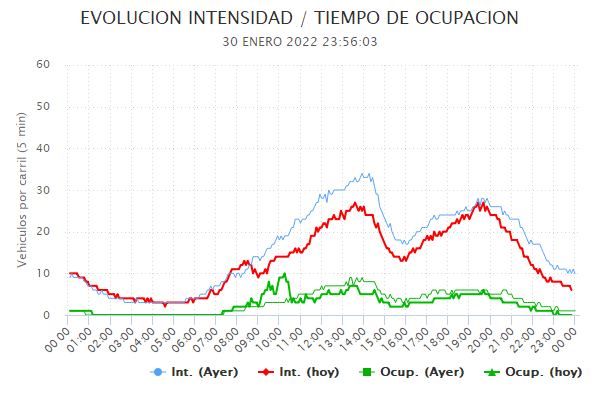 EVOLUCION INTENSIDAD / TIEMPO DE OCUPACION
30 ENERO 2022 23:56:03
Vehiculos por carril (5 min)
60
50
40
30
20
10
0
00:00 01:00 02:00 03:00 04:00 05:00 06:00 07:00 08:00 09:00 10:00 11:00 12:00 13:00 14:00 15:00 16:00 17:00 18:00 19:00 20:00 21:00 22:00 23:00 00:00
Int. (Ayer) Int. (hoy) Ocup. (Ayer) Ocup. (hoy)